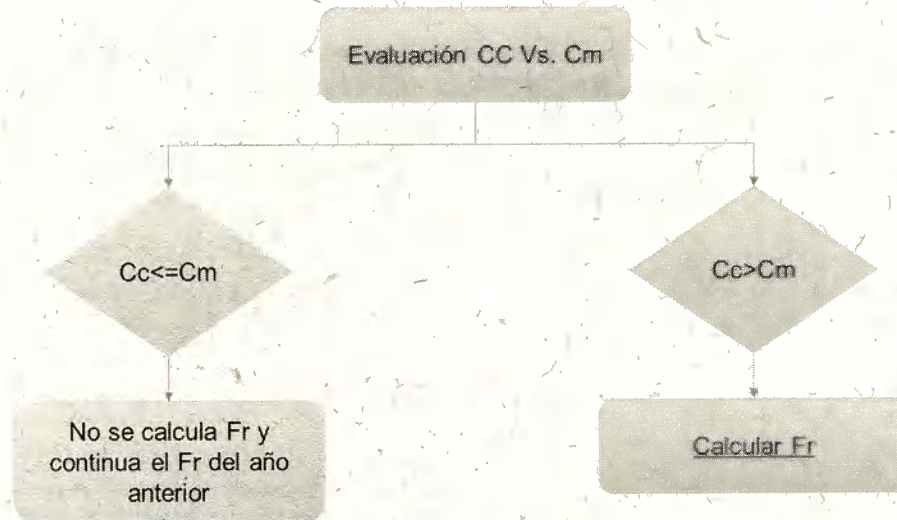 Evaluación CC Vs. Cm
Cc<=Cm
Cc>Cm
No se calcula Fr y
continua el Fr del año
anterior
Calcular Fr